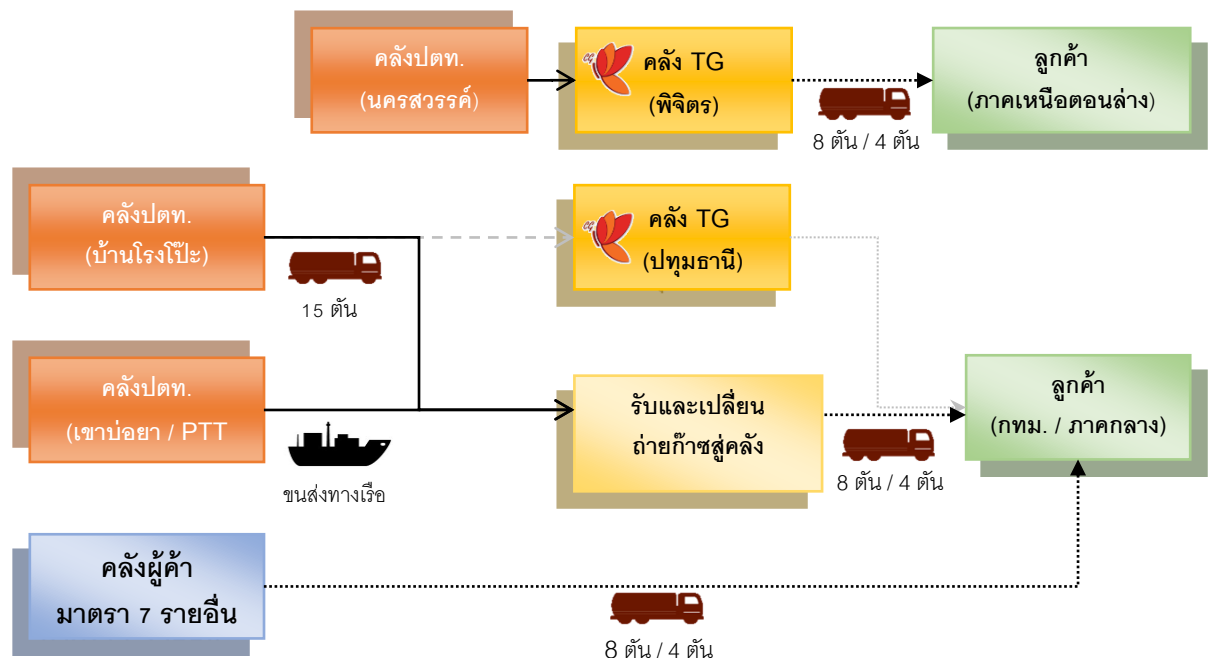 คลังปตท.
(นครสวรรค์)
คลัง TG
(พิจิตร)
8 ตัน / 4 ตัน
ลูกค้า
(ภาคเหนือตอนล่าง)
คลังปตท.
(บ้านโรงโป๊ะ)
15 ตัน
คลัง TG
(ปทุมธานี)
คลังปตท.
(เขาบ่อยา / PTT
ขนส่งทางเรือ
รับและเปลี่ยน
ถ่ายก๊าซสู่คลัง
8 ตัน / 4 ตัน
ลูกค้า
(กทม. / ภาคกลาง)
คลังผู้ค้า
มาตรา 7 รายอื่น
8 ตัน / 4 ตัน